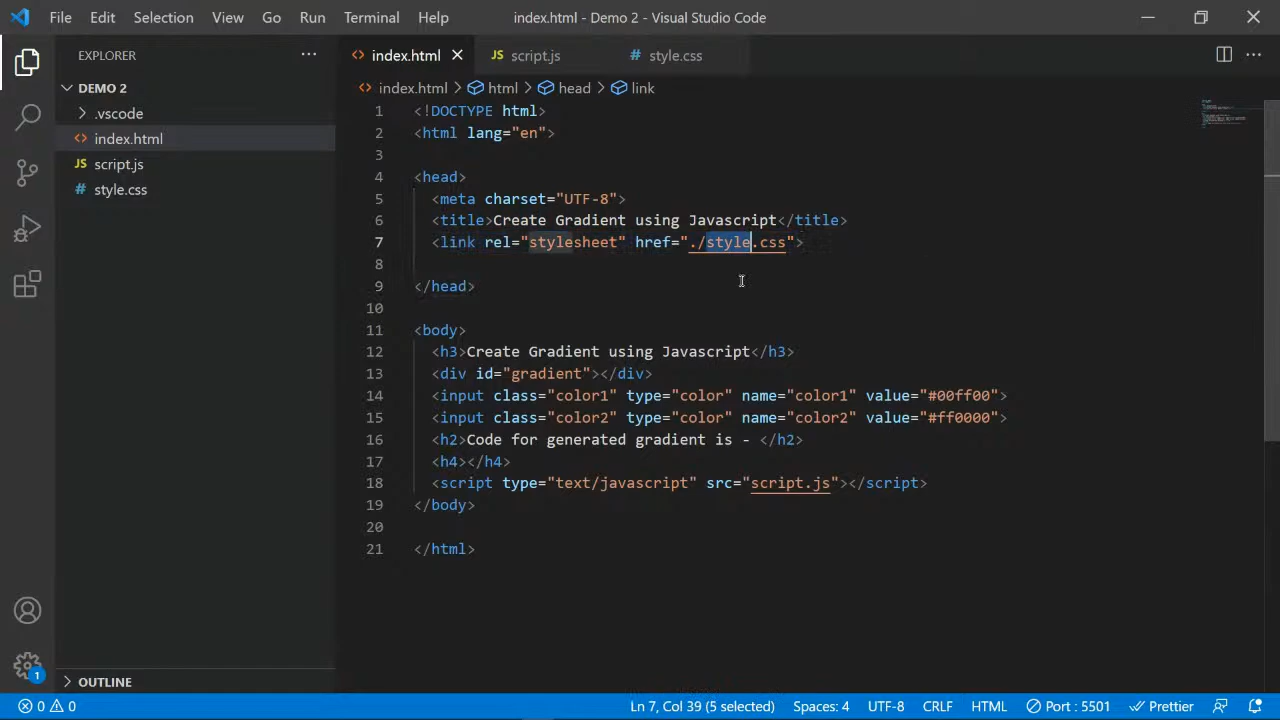 File Edit Selection View Go Run Terminal Help index.html - Demo 2 - Visual Studio Code
EXPLORER
DEMO 2
.vscode
index.html
script.js
style.css
OUTLINE
index.html script.js style.css
index.html > html > head > link
1 <!DOCTYPE html>
2 <html lang="en">
3
4 <head>
5 <meta charset="UTF-8">
6 <title>Create Gradient using Javascript</title>
7 <link rel="stylesheet" href="./style.css">
8
9 </head>
10
11 <body>
12 <h3>Create Gradient using Javascript</h3>
13 <div id="gradient"></div>
14 <input class="color1" type="color" name="color1" value="#00ff00">
15 <input class="color2" type="color" name="color2" value="#ff0000">
16 <h2>Code for generated gradient is - </h2>
17 <h4></h4>
18 <script type="text/javascript" src="script.js"></script>
19 </body>
20
21 </html>
1
0 0 Ln 7, Col 39 (5 selected) Spaces: 4 UTF-8 CRLF HTML Port : 5501 Prettier